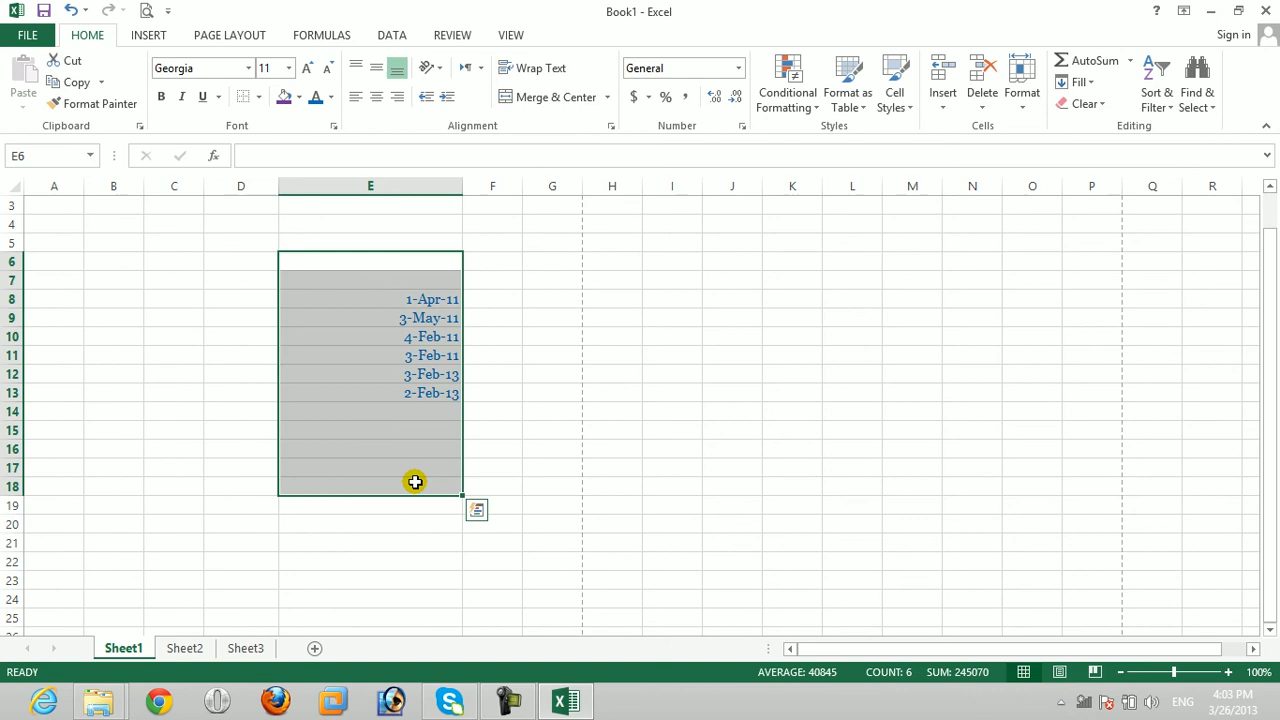 Book1 - Excel
?
Sign in
FILE
HOME
INSERT
PAGE LAYOUT
FORMULAS
DATA
REVIEW
VIEW
Paste
Cut
Copy
Format Painter
Clipboard
Georgia
11
B I U
A
Font
Wrap Text
Merge & Center
Alignment
General
$ % ,
Number
Conditional Formatting
Format as Table
Cell Styles
Styles
Insert
Delete
Format
Cells
AutoSum
Fill
Clear
Sort & Filter
Find & Select
Editing
E6
fx
A B C D E F G H I J K L M N O P Q R
3
4
5
6
7
8 1-Apr-11
9 3-May-11
10 4-Feb-11
11 3-Feb-11
12 3-Feb-13
13 2-Feb-13
14
15
16
17
18
19
20
21
22
23
24
25
Sheet1 Sheet2 Sheet3
READY
AVERAGE: 40845 COUNT: 6 SUM: 245070
100%
ENG
4:03 PM
3/26/2013